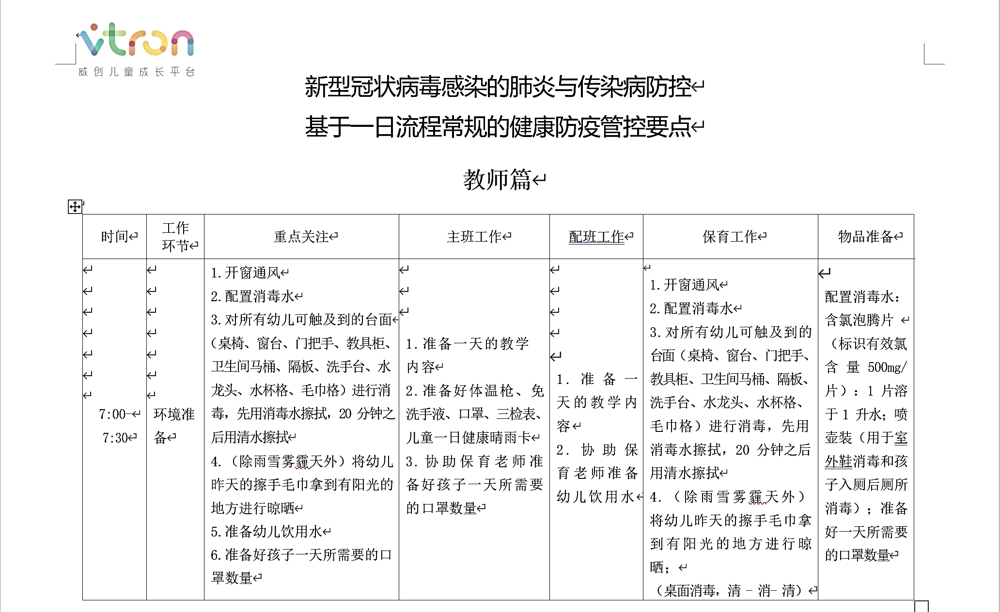 vitron
威创儿童成长平台
新型冠状病毒感染的肺炎与传染病防控
基于一日流程常规的健康防疫管控要点
教师篇
时间
工作
环节
重点关注
主班工作
配班工作
保育工作
物品准备
7:00—
7:30
环境准
备
1.开窗通风
2.配置消毒水
3.对所有幼儿可触及到的台面
（桌椅、窗台、门把手、教具柜、
卫生间马桶、隔板、洗手台、水
龙头、水杯格、毛巾格）进行消
毒，先用消毒水擦拭，20 分钟之
后用清水擦拭
4.（除雨雪雾霾天外）将幼儿
昨天的擦手毛巾拿到有阳光的
地方进行晾晒
5.准备幼儿饮用水
6.准备好孩子一天所需要的口
罩数量
1.准备一天的教学
内容
2.准备好体温枪、免
洗手液、口罩、三检表、
儿童一日健康晴雨卡
3.协助保育老师准
备好孩子一天所需要
的口罩数量
1.准备一
天的教学内
容
2.协助保
育老师准备
幼儿饮用水
1.开窗通风
2.配置消毒水
3.对所有幼儿可触及到的
台面（桌椅、窗台、门把手、
教具柜、卫生间马桶、隔板、
洗手台、水龙头、水杯格、
毛巾格）进行消毒，先用
消毒水擦拭，20 分钟之后
用清水擦拭
4.（除雨雪雾霾天外）
将幼儿昨天的擦手毛巾拿
到有阳光的地方进行晾
晒；
（桌面消毒，清 - 消- 清）
配置消毒水：
含氯泡腾片
（标识有效氯
含量 500mg/
片）：1 片溶
于 1 升水；喷
壶装（用于室
外鞋消毒和孩
子入厕后厕所
消毒）；准备
好一天所需要
的口罩数量